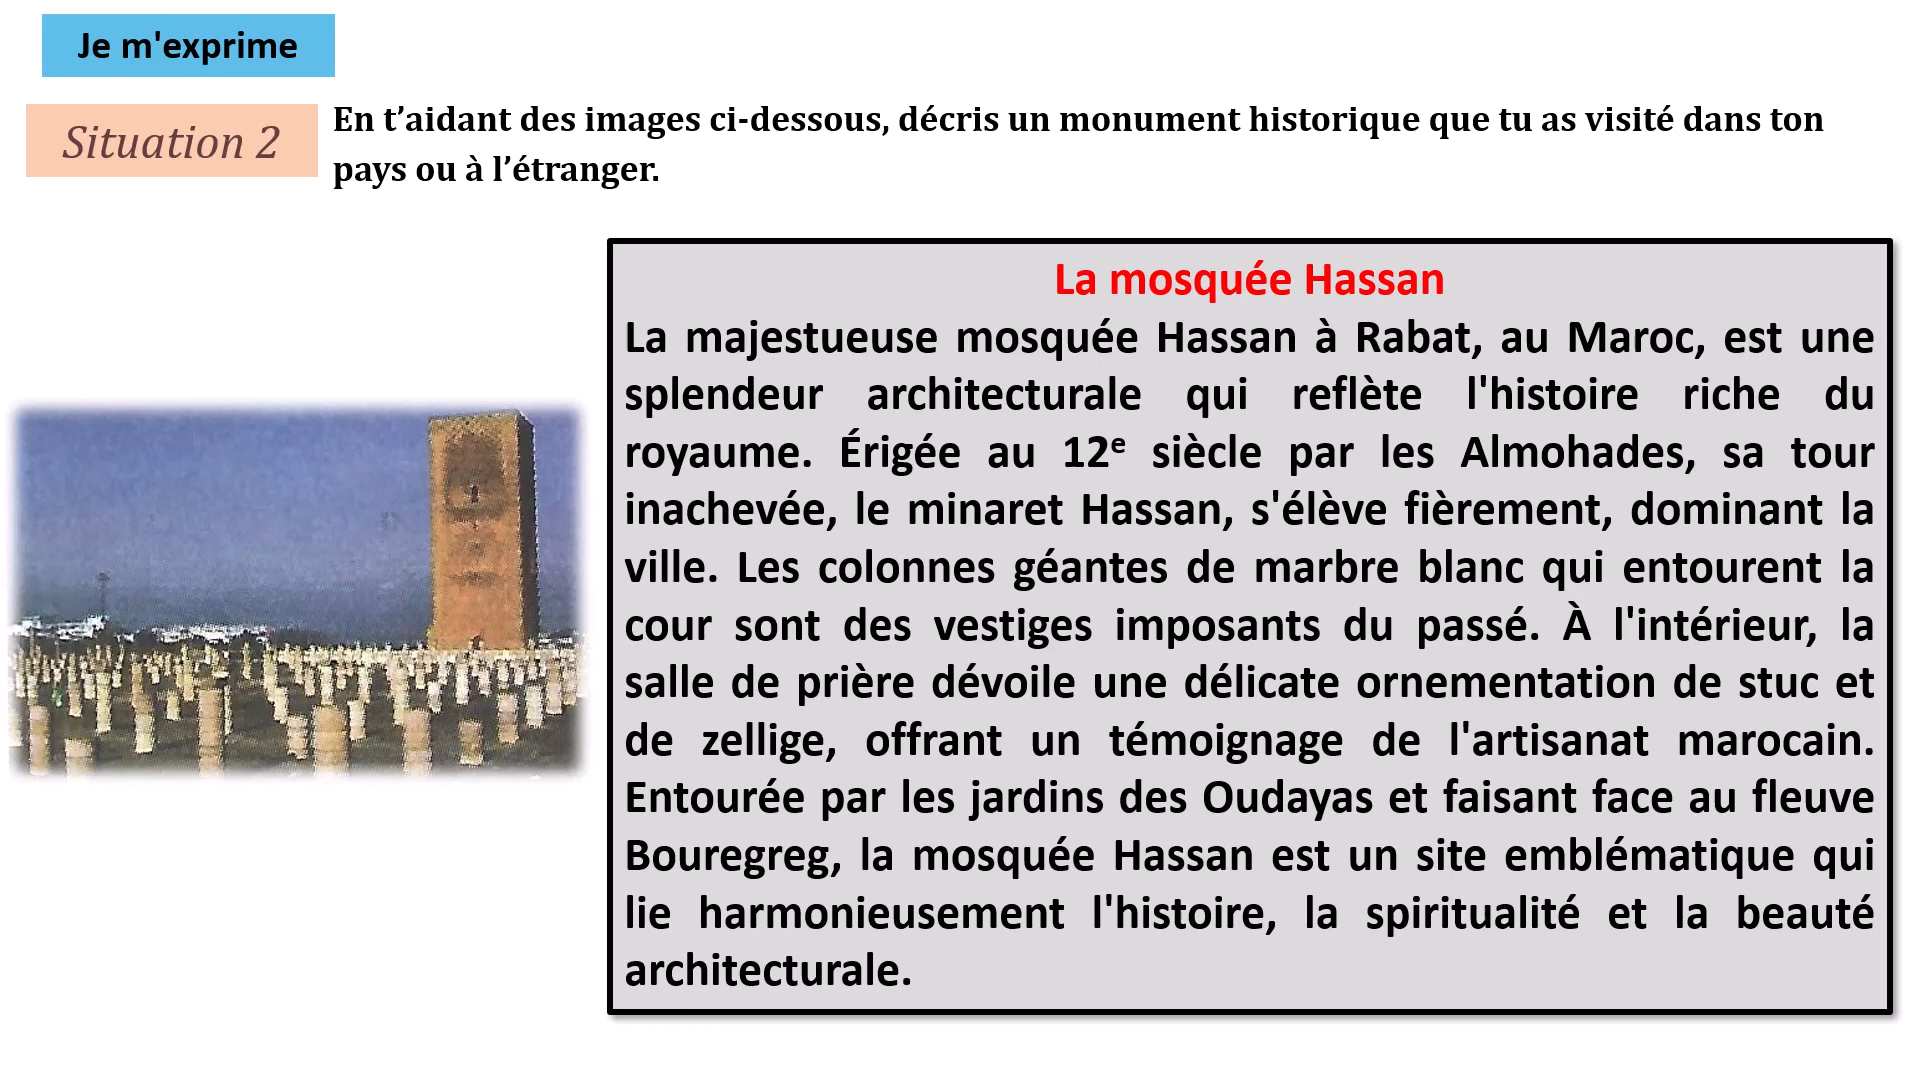 Je m'exprime
Situation 2
En t’aidant des images ci-dessous, décris un monument historique que tu as visité dans ton
pays ou à l’étranger.
La mosquée Hassan
La majestueuse mosquée Hassan à Rabat, au Maroc, est une
splendeur architecturale qui reflète l'histoire riche du
royaume. Érigée au 12ᵉ siècle par les Almohades, sa tour
inachevée, le minaret Hassan, s'élève fièrement, dominant la
ville. Les colonnes géantes de marbre blanc qui entourent la
cour sont des vestiges imposants du passé. À l'intérieur, la
salle de prière dévoile une délicate ornementation de stuc et
de zellige, offrant un témoignage de l'artisanat marocain.
Entourée par les jardins des Oudayas et faisant face au fleuve
Bouregreg, la mosquée Hassan est un site emblématique qui
lie harmonieusement l'histoire, la spiritualité et la beauté
architecturale.